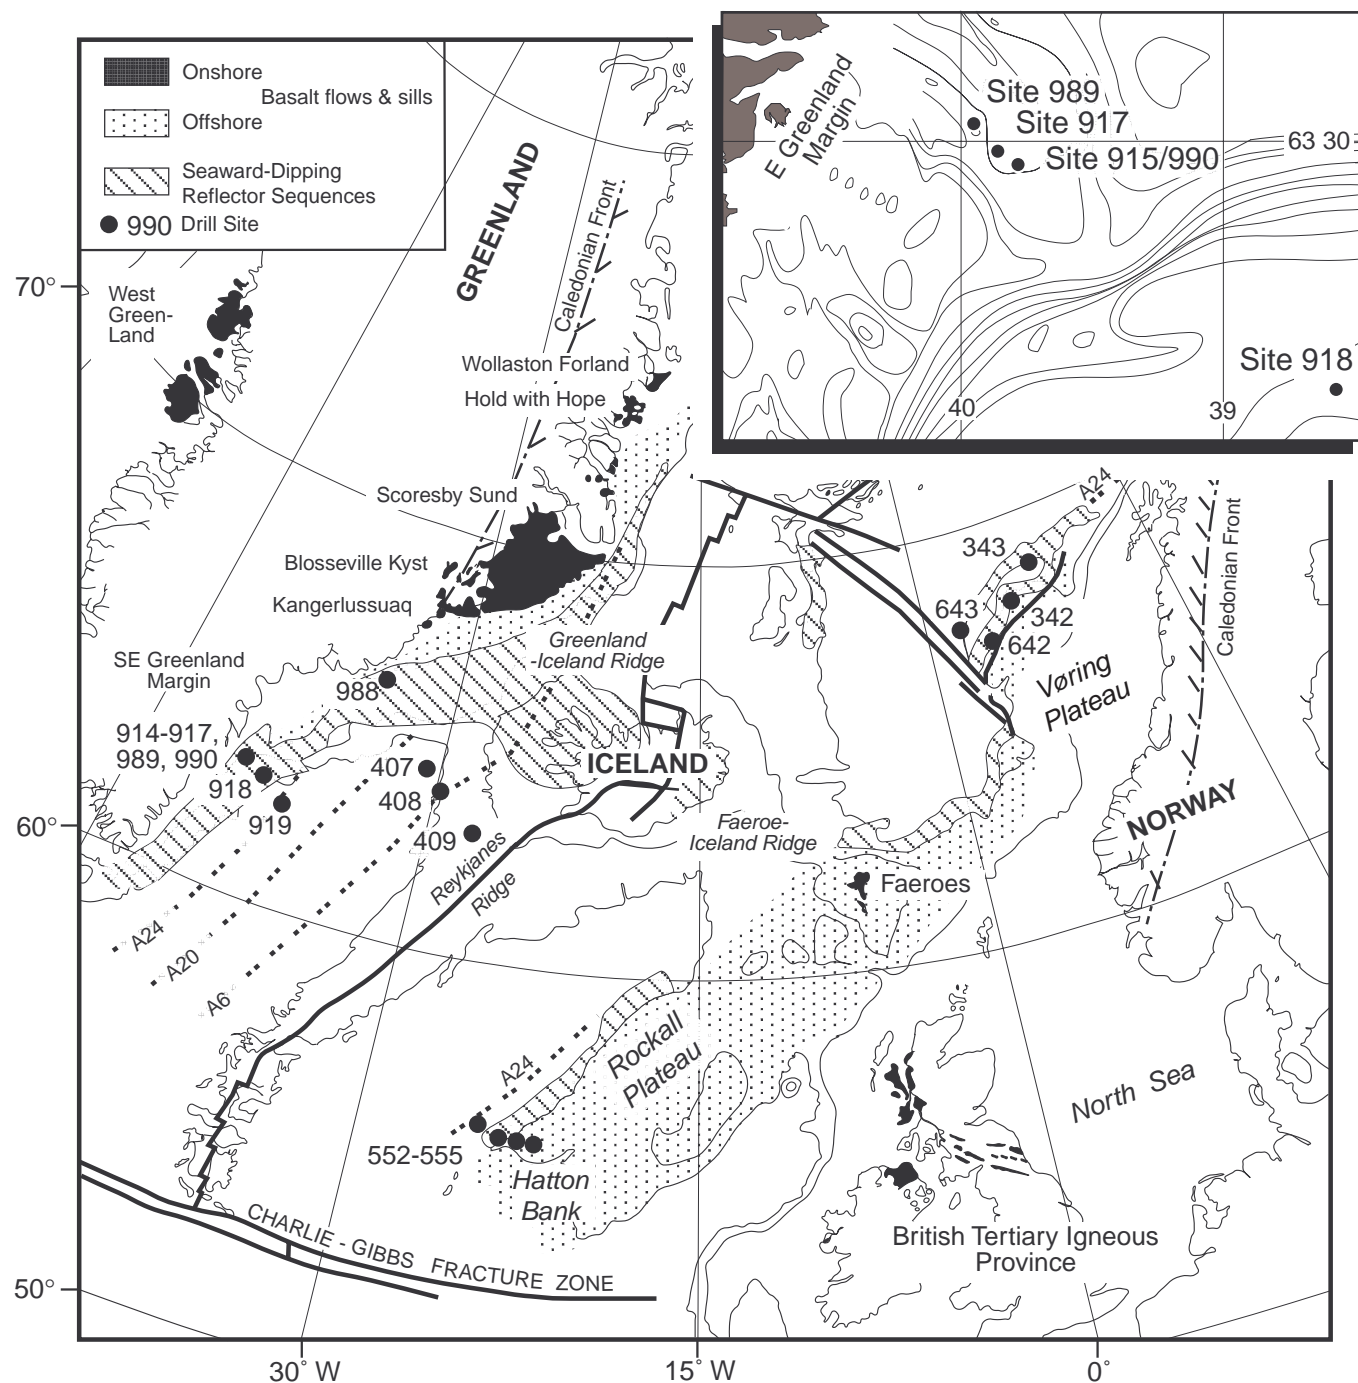 Onshore
Basalt flows & sills
Offshore
Seaward-Dipping
Reflector Sequences
990 Drill Site
E Greenland
Margin
Site 989
Site 917
Site 915/990
63 30
Site 918
40
39
70°
60°
50°
West
Green-
Land
GREENLAND
Caledonian Front
Wollaston Forland
Hold with Hope
Scoresby Sund
Blosseville Kyst
Kangerlussuaq
Greenland
-Iceland Ridge
SE Greenland
Margin
988
914-917,
989, 990
918
919
407
408
409
ICELAND
Reykjanes
Ridge
Faeroe-
Iceland Ridge
A24
A20
A6
A24
343
643
342
642
Vøring
Plateau
Caledonian Front
NORWAY
Faeroes
Rockall
Plateau
A24
552-555
Hatton
Bank
North Sea
British Tertiary Igneous
Province
CHARLIE - GIBBS FRACTURE ZONE
30° W
15° W
0°